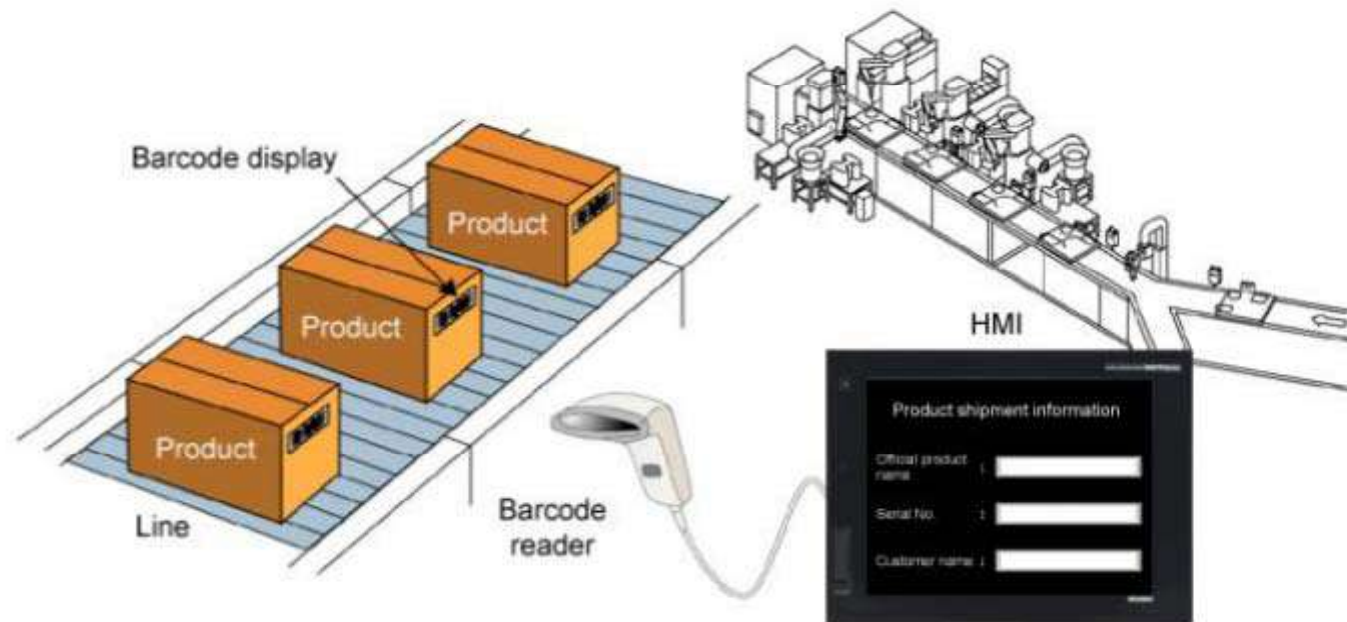 Barcode display
Product
Product
Product
Line
Barcode
reader
HMI
Product shipment information
Official product
name :
Serial No. :
Customer name :